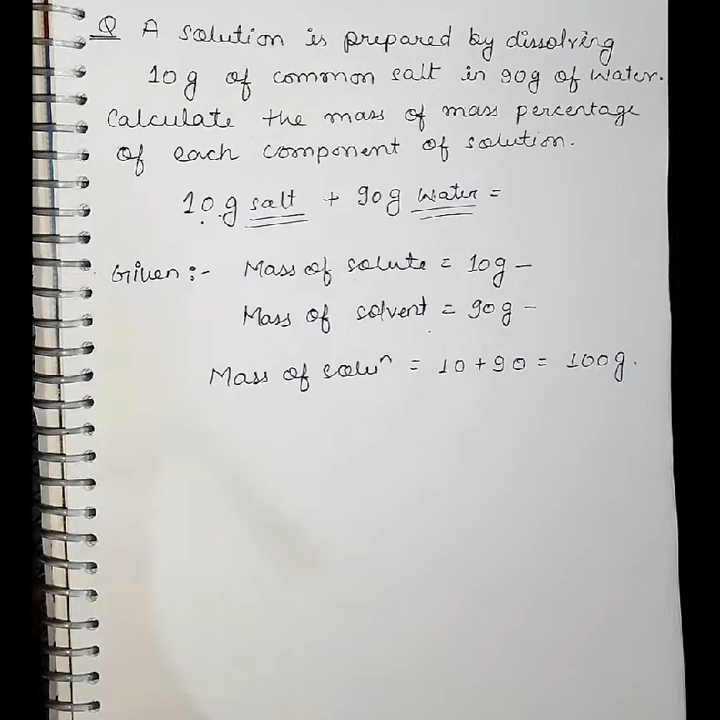 Q A solution is prepared by dissolving
10g of common salt in 90g of water.
Calculate the mass of mass percentage
of each component of solution.
10g salt + 90g water =
Given :- Mass of solute = 10g -
Mass of solvent = 90g -
Mass of soluⁿ = 10 + 90 = 100g.